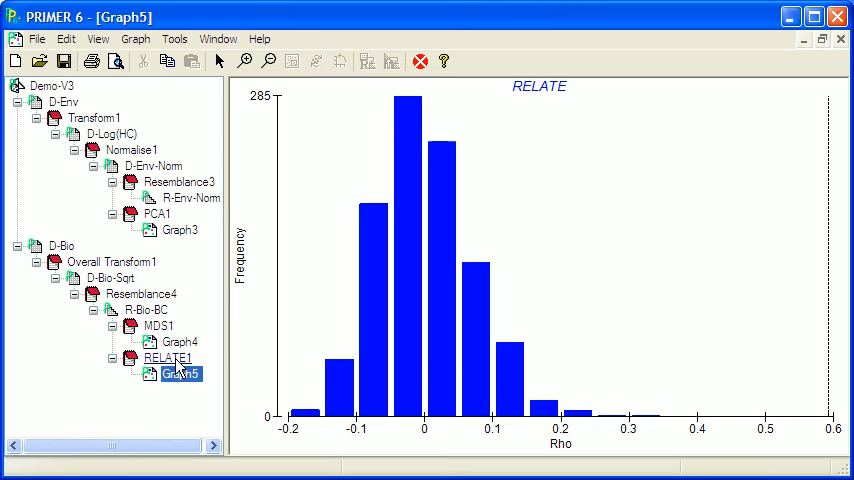 PRIMER 6 - [Graph5]
File Edit View Graph Tools Window Help
Demo-V3
D-Env
Transform1
D-Log(HC)
Normalise1
D-Env-Norm
Resemblance3
R-Env-Norm
PCA1
Graph3
D-Bio
Overall Transform1
D-Bio-Sqrt
Resemblance4
R-Bio-BC
MDS1
Graph4
RELATE1
Graph5
RELATE
285
Frequency
0
-0.2 -0.1 0 0.1 0.2 0.3 0.4 0.5 0.6
Rho